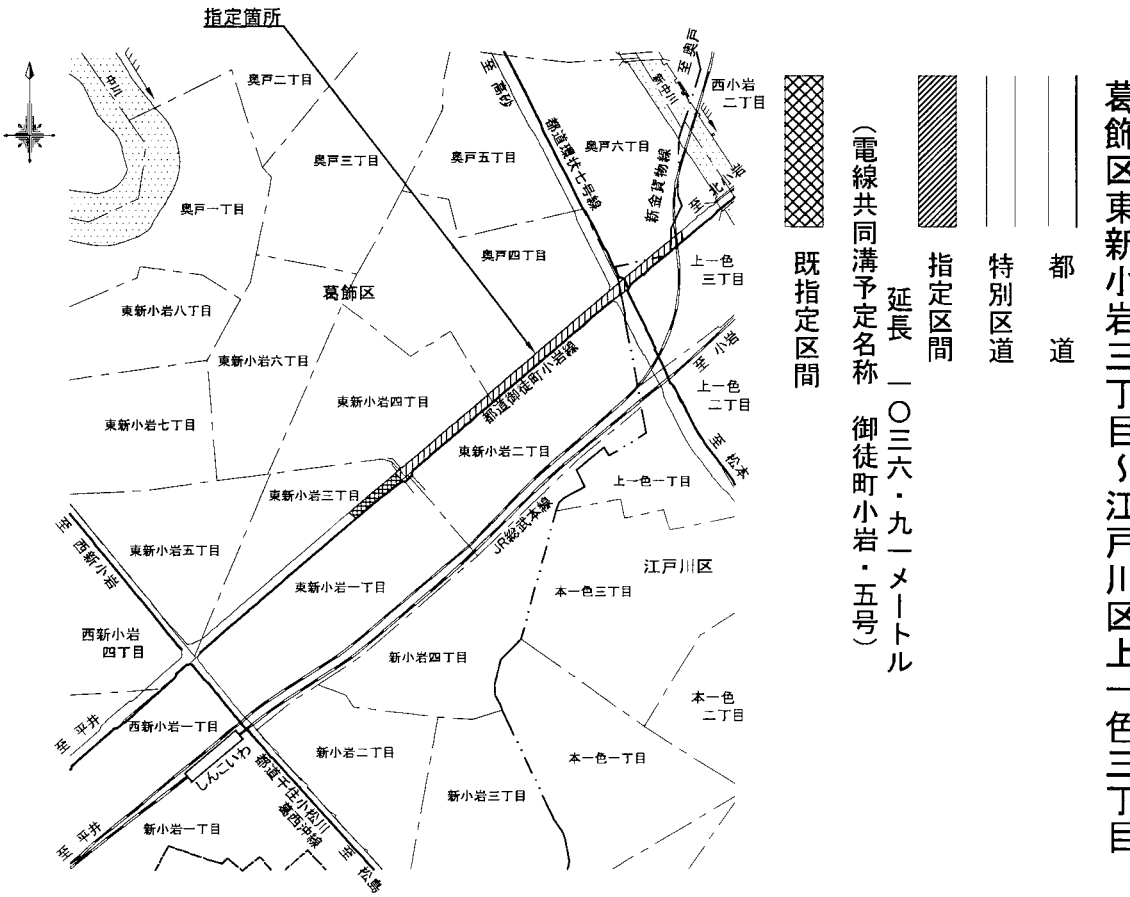 葛飾区東新小岩三丁目～江戸川区上一色三丁目
都道
特別区道
指定区間
延長 一〇三六・九一メートル
（電線共同溝予定名称 御徒町小岩・五号）
既指定区間
指定箇所
中川
奥戸二丁目
至 高砂
至 奥戸
新中川
西小岩
二丁目
都道環状七号線
奥戸三丁目
奥戸五丁目
奥戸六丁目
新金貨物線
至 北小岩
奥戸一丁目
奥戸四丁目
上一色
三丁目
葛飾区
東新小岩八丁目
東新小岩六丁目
都道御徒町小岩線
至 小岩
東新小岩四丁目
上一色
二丁目
東新小岩七丁目
東新小岩二丁目
至 松本
東新小岩三丁目
上一色一丁目
至 西新小岩
東新小岩五丁目
JR総武本線
江戸川区
東新小岩一丁目
本一色三丁目
西新小岩
四丁目
新小岩四丁目
本一色
二丁目
至 平井
西新小岩一丁目
しんこいわ
新小岩二丁目
本一色一丁目
都道千住小松川
葛西沖線
新小岩三丁目
至 平井
新小岩一丁目
至 松島